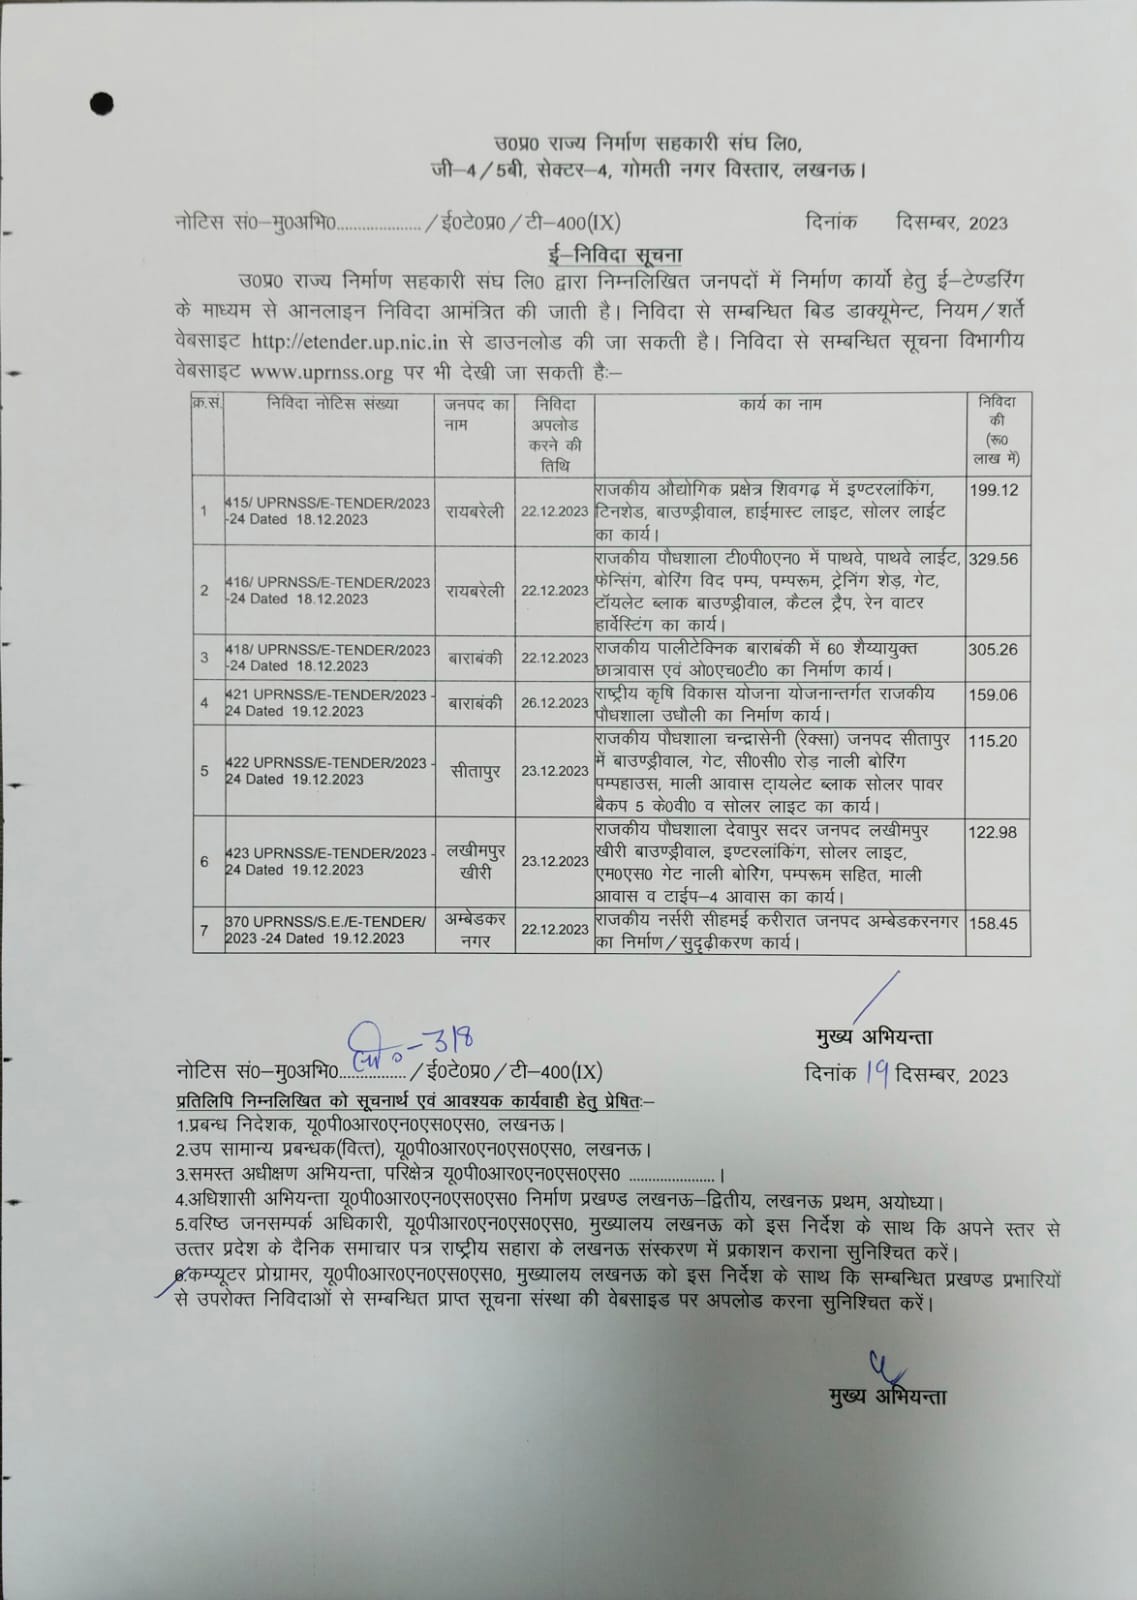 उ0प्र0 राज्य निर्माण सहकारी संघ लि0,
जी–4/5बी, सेक्टर–4, गोमती नगर विस्तार, लखनऊ।
नोटिस सं0–मु0अभि0.................... /ई0टे0प्र0/टी–400(IX) दिनांक दिसम्बर, 2023
ई–निविदा सूचना
उ0प्र0 राज्य निर्माण सहकारी संघ लि0 द्वारा निम्नलिखित जनपदों में निर्माण कार्यो हेतु ई–टेण्डरिंग
के माध्यम से आनलाइन निविदा आमंत्रित की जाती है। निविदा से सम्बन्धित बिड डाक्यूमेन्ट, नियम/शर्ते
वेबसाइट http://etender.up.nic.in से डाउनलोड की जा सकती है। निविदा से सम्बन्धित सूचना विभागीय
वेबसाइट www.uprnss.org पर भी देखी जा सकती हैः–
क्र.सं. निविदा नोटिस संख्या जनपद का निविदा कार्य का नाम निविदा
नाम अपलोड की
करने की (रू0
तिथि लाख में)
415/ UPRNSS/E-TENDER/2023 राजकीय औद्योगिक प्रक्षेत्र शिवगढ़ में इण्टरलांकिंग, 199.12
1 -24 Dated 18.12.2023 रायबरेली 22.12.2023 टिनशेड, बाउण्ड्रीवाल, हाईमास्ट लाइट, सोलर लाईट
का कार्य।
राजकीय पौधशाला टी0पी0एन0 में पाथवे, पाथवे लाईट, 329.56
416/ UPRNSS/E-TENDER/2023 फेन्सिंग, बोरिंग विद पम्प, पम्परूम, ट्रेनिंग शेड़, गेट,
2 -24 Dated 18.12.2023 रायबरेली 22.12.2023 टॉयलेट ब्लाक बाउण्ड्रीवाल, कैटल ट्रैप, रेन वाटर
हार्वेस्टिंग का कार्य।
418/ UPRNSS/E-TENDER/2023 राजकीय पालीटेक्निक बाराबंकी में 60 शैय्यायुक्त 305.26
3 -24 Dated 18.12.2023 बाराबंकी 22.12.2023 छात्रावास एवं ओ0एच0टी0 का निर्माण कार्य।
421 UPRNSS/E-TENDER/2023 - राष्ट्रीय कृषि विकास योजना योजनान्तर्गत राजकीय 159.06
4 24 Dated 19.12.2023 बाराबंकी 26.12.2023 पौधशाला उधौली का निर्माण कार्य।
राजकीय पौधशाला चन्द्रासेनी (रेक्सा) जनपद सीतापुर 115.20
422 UPRNSS/E-TENDER/2023 - में बाउण्ड्रीवाल, गेट, सी0सी0 रोड़ नाली बोरिंग
5 24 Dated 19.12.2023 सीतापुर 23.12.2023 पम्पहाउस, माली आवास टा्यलेट ब्लाक सोलर पावर
बैकप 5 के0वी0 व सोलर लाइट का कार्य।
राजकीय पौधशाला देवापुर सदर जनपद लखीमपुर 122.98
423 UPRNSS/E-TENDER/2023 - लखीमपुर खीरी बाउण्ड्रीवाल, इण्टरलांकिंग, सोलर लाइट,
6 24 Dated 19.12.2023 खीरी 23.12.2023 एम0एस0 गेट नाली बोरिंग, पम्परूम सहित, माली
आवास व टाईप–4 आवास का कार्य।
370 UPRNSS/S.E./E-TENDER/ अम्बेडकर राजकीय नर्सरी सीहमई करीरात जनपद अम्बेडकरनगर 158.45
7 2023 -24 Dated 19.12.2023 नगर 22.12.2023 का निर्माण/सुदृढ़ीकरण कार्य।
मुख्य अभियन्ता
नोटिस सं0–मु0अभि0................ /ई0टे0प्र0/टी–400(IX) –318 दिनांक 19 दिसम्बर, 2023
प्रतिलिपि निम्नलिखित को सूचनार्थ एवं आवश्यक कार्यवाही हेतु प्रेषितः–
1.प्रबन्ध निदेशक, यू0पी0आर0एन0एस0एस0, लखनऊ।
2.उप सामान्य प्रबन्धक(वित्त), यू0पी0आर0एन0एस0एस0, लखनऊ।
3.समस्त अधीक्षण अभियन्ता, परिक्षेत्र यू0पी0आर0एन0एस0एस0 ......................।
4.अधिशासी अभियन्ता यू0पी0आर0एन0एस0एस0 निर्माण प्रखण्ड लखनऊ–द्वितीय, लखनऊ प्रथम, अयोध्या।
5.वरिष्ठ जनसम्पर्क अधिकारी, यू0पीआर0एन0एस0एस0, मुख्यालय लखनऊ को इस निर्देश के साथ कि अपने स्तर से
उत्तर प्रदेश के दैनिक समाचार पत्र राष्ट्रीय सहारा के लखनऊ संस्करण में प्रकाशन कराना सुनिश्चित करें।
6.कम्प्यूटर प्रोग्रामर, यू0पी0आर0एन0एस0एस0, मुख्यालय लखनऊ को इस निर्देश के साथ कि सम्बन्धित प्रखण्ड प्रभारियों
से उपरोक्त निविदाओं से सम्बन्धित प्राप्त सूचना संस्था की वेबसाइड पर अपलोड करना सुनिश्चित करें।
मुख्य अभियन्ता